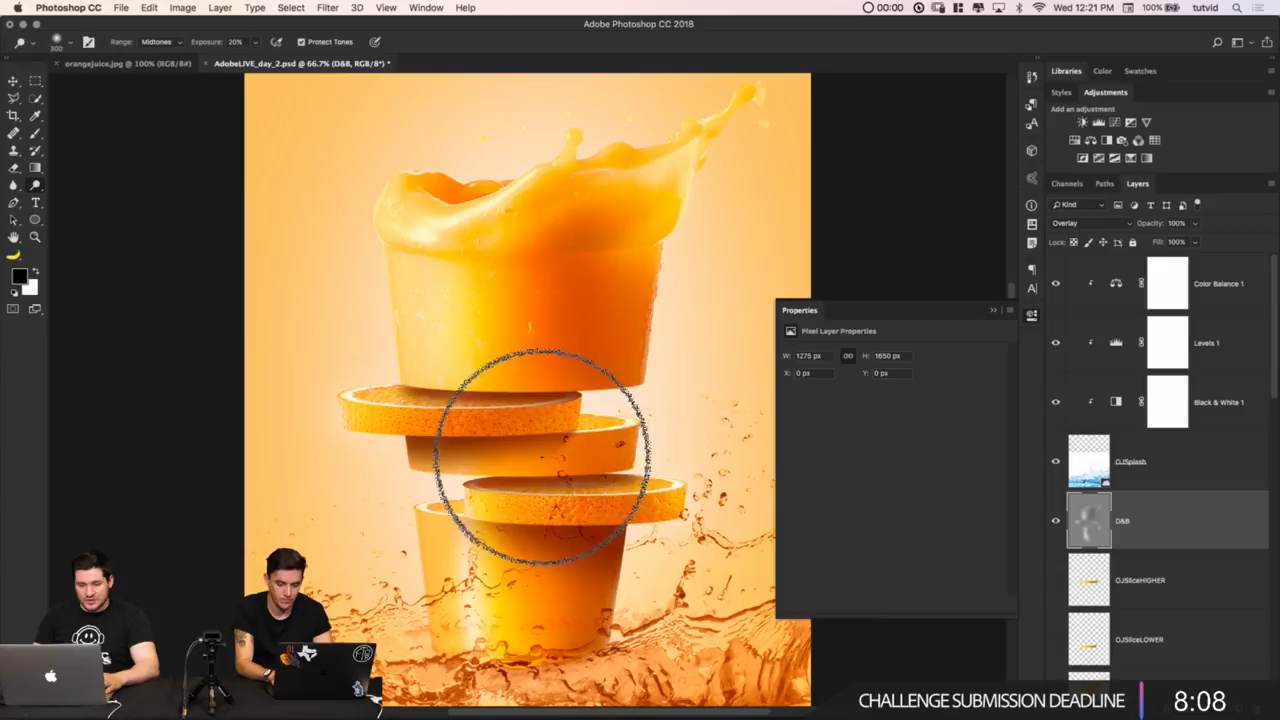 Photoshop CC File Edit Image Layer Type Select Filter 3D View Window Help 00:00 100% Wed 12:21 PM tutvid
Adobe Photoshop CC 2018
300 Range: Midtones Exposure: 20% Protect Tones
× orangejuice.jpg @ 100% (RGB/8#) × AdobeLIVE_day_2.psd @ 66.7% (D&B, RGB/8*) *
Libraries Color Swatches
Styles Adjustments
Add an adjustment
Channels Paths Layers
Kind
Overlay Opacity: 100%
Lock: Fill: 100%
Color Balance 1
Levels 1
Black & White 1
OJSplash
D&B
OJSliceHIGHER
OJSliceLOWER
Properties
Pixel Layer Properties
W: 1275 px H: 1650 px
X: 0 px Y: 0 px
CHALLENGE SUBMISSION DEADLINE 8:08